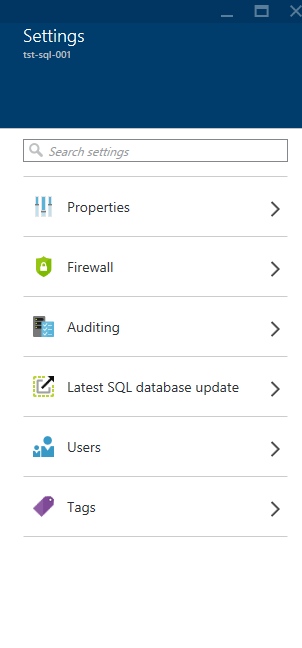 Settings
tst-sql-001
Search settings
Properties
Firewall
Auditing
Latest SQL database update
Users
Tags